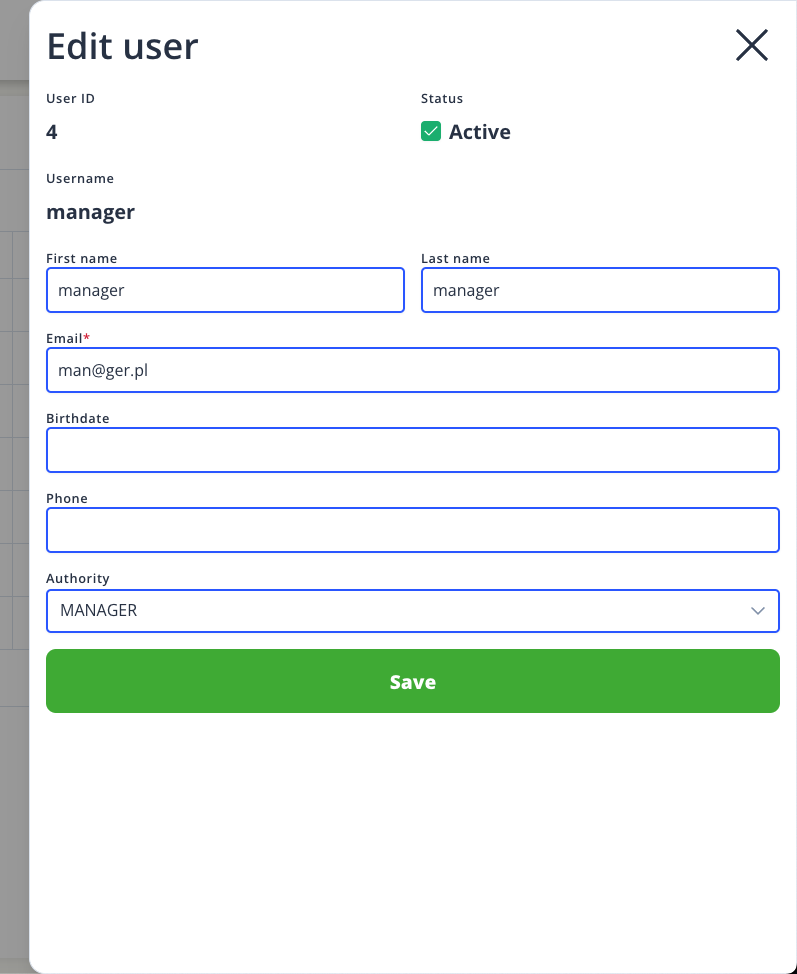 Edit user
User ID
Status
4
Active
Username
manager
First name
Last name
manager
manager
Email*
man@ger.pl
Birthdate
Phone
Authority
MANAGER
Save